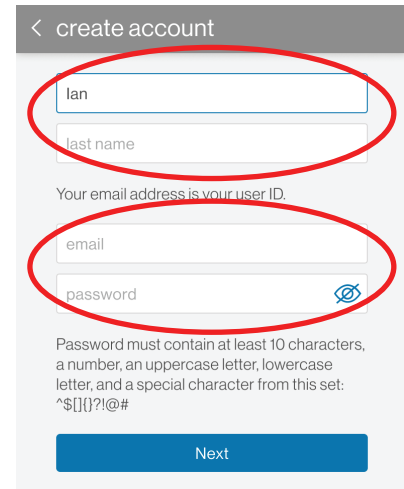 create account
Ian
last name
Your email address is your user ID.
email
password
Password must contain at least 10 characters,
a number, an uppercase letter, lowercase
letter, and a special character from this set:
^$[]{}?!@#
Next